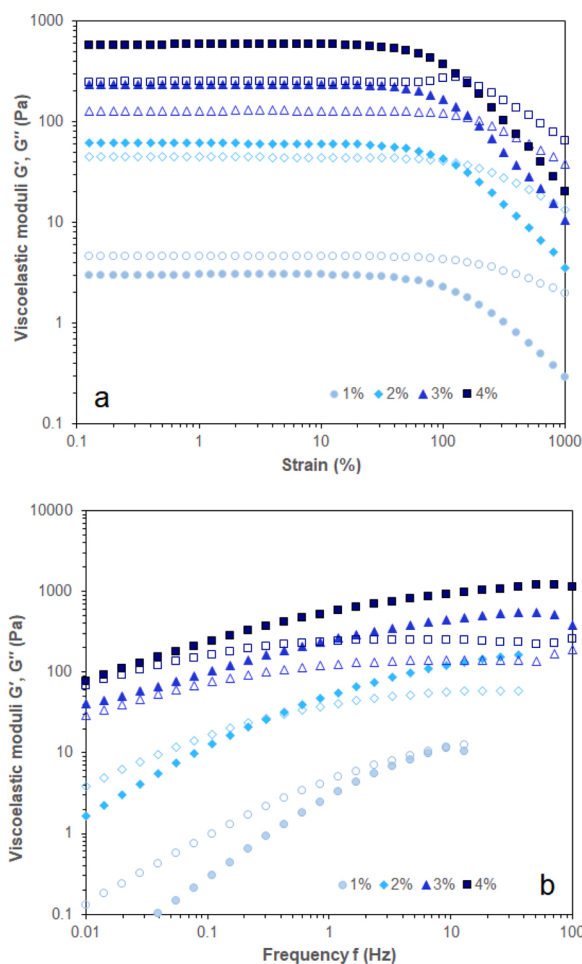 1000
100
10
1
0.1
Viscoelastic moduli G′, G″ (Pa)
a
1% 2% 3% 4%
0.1 1 10 100 1000
Strain (%)
10000
1000
100
10
1
0.1
Viscoelastic moduli G′, G″ (Pa)
1% 2% 3% 4%
b
0.01 0.1 1 10 100
Frequency f (Hz)